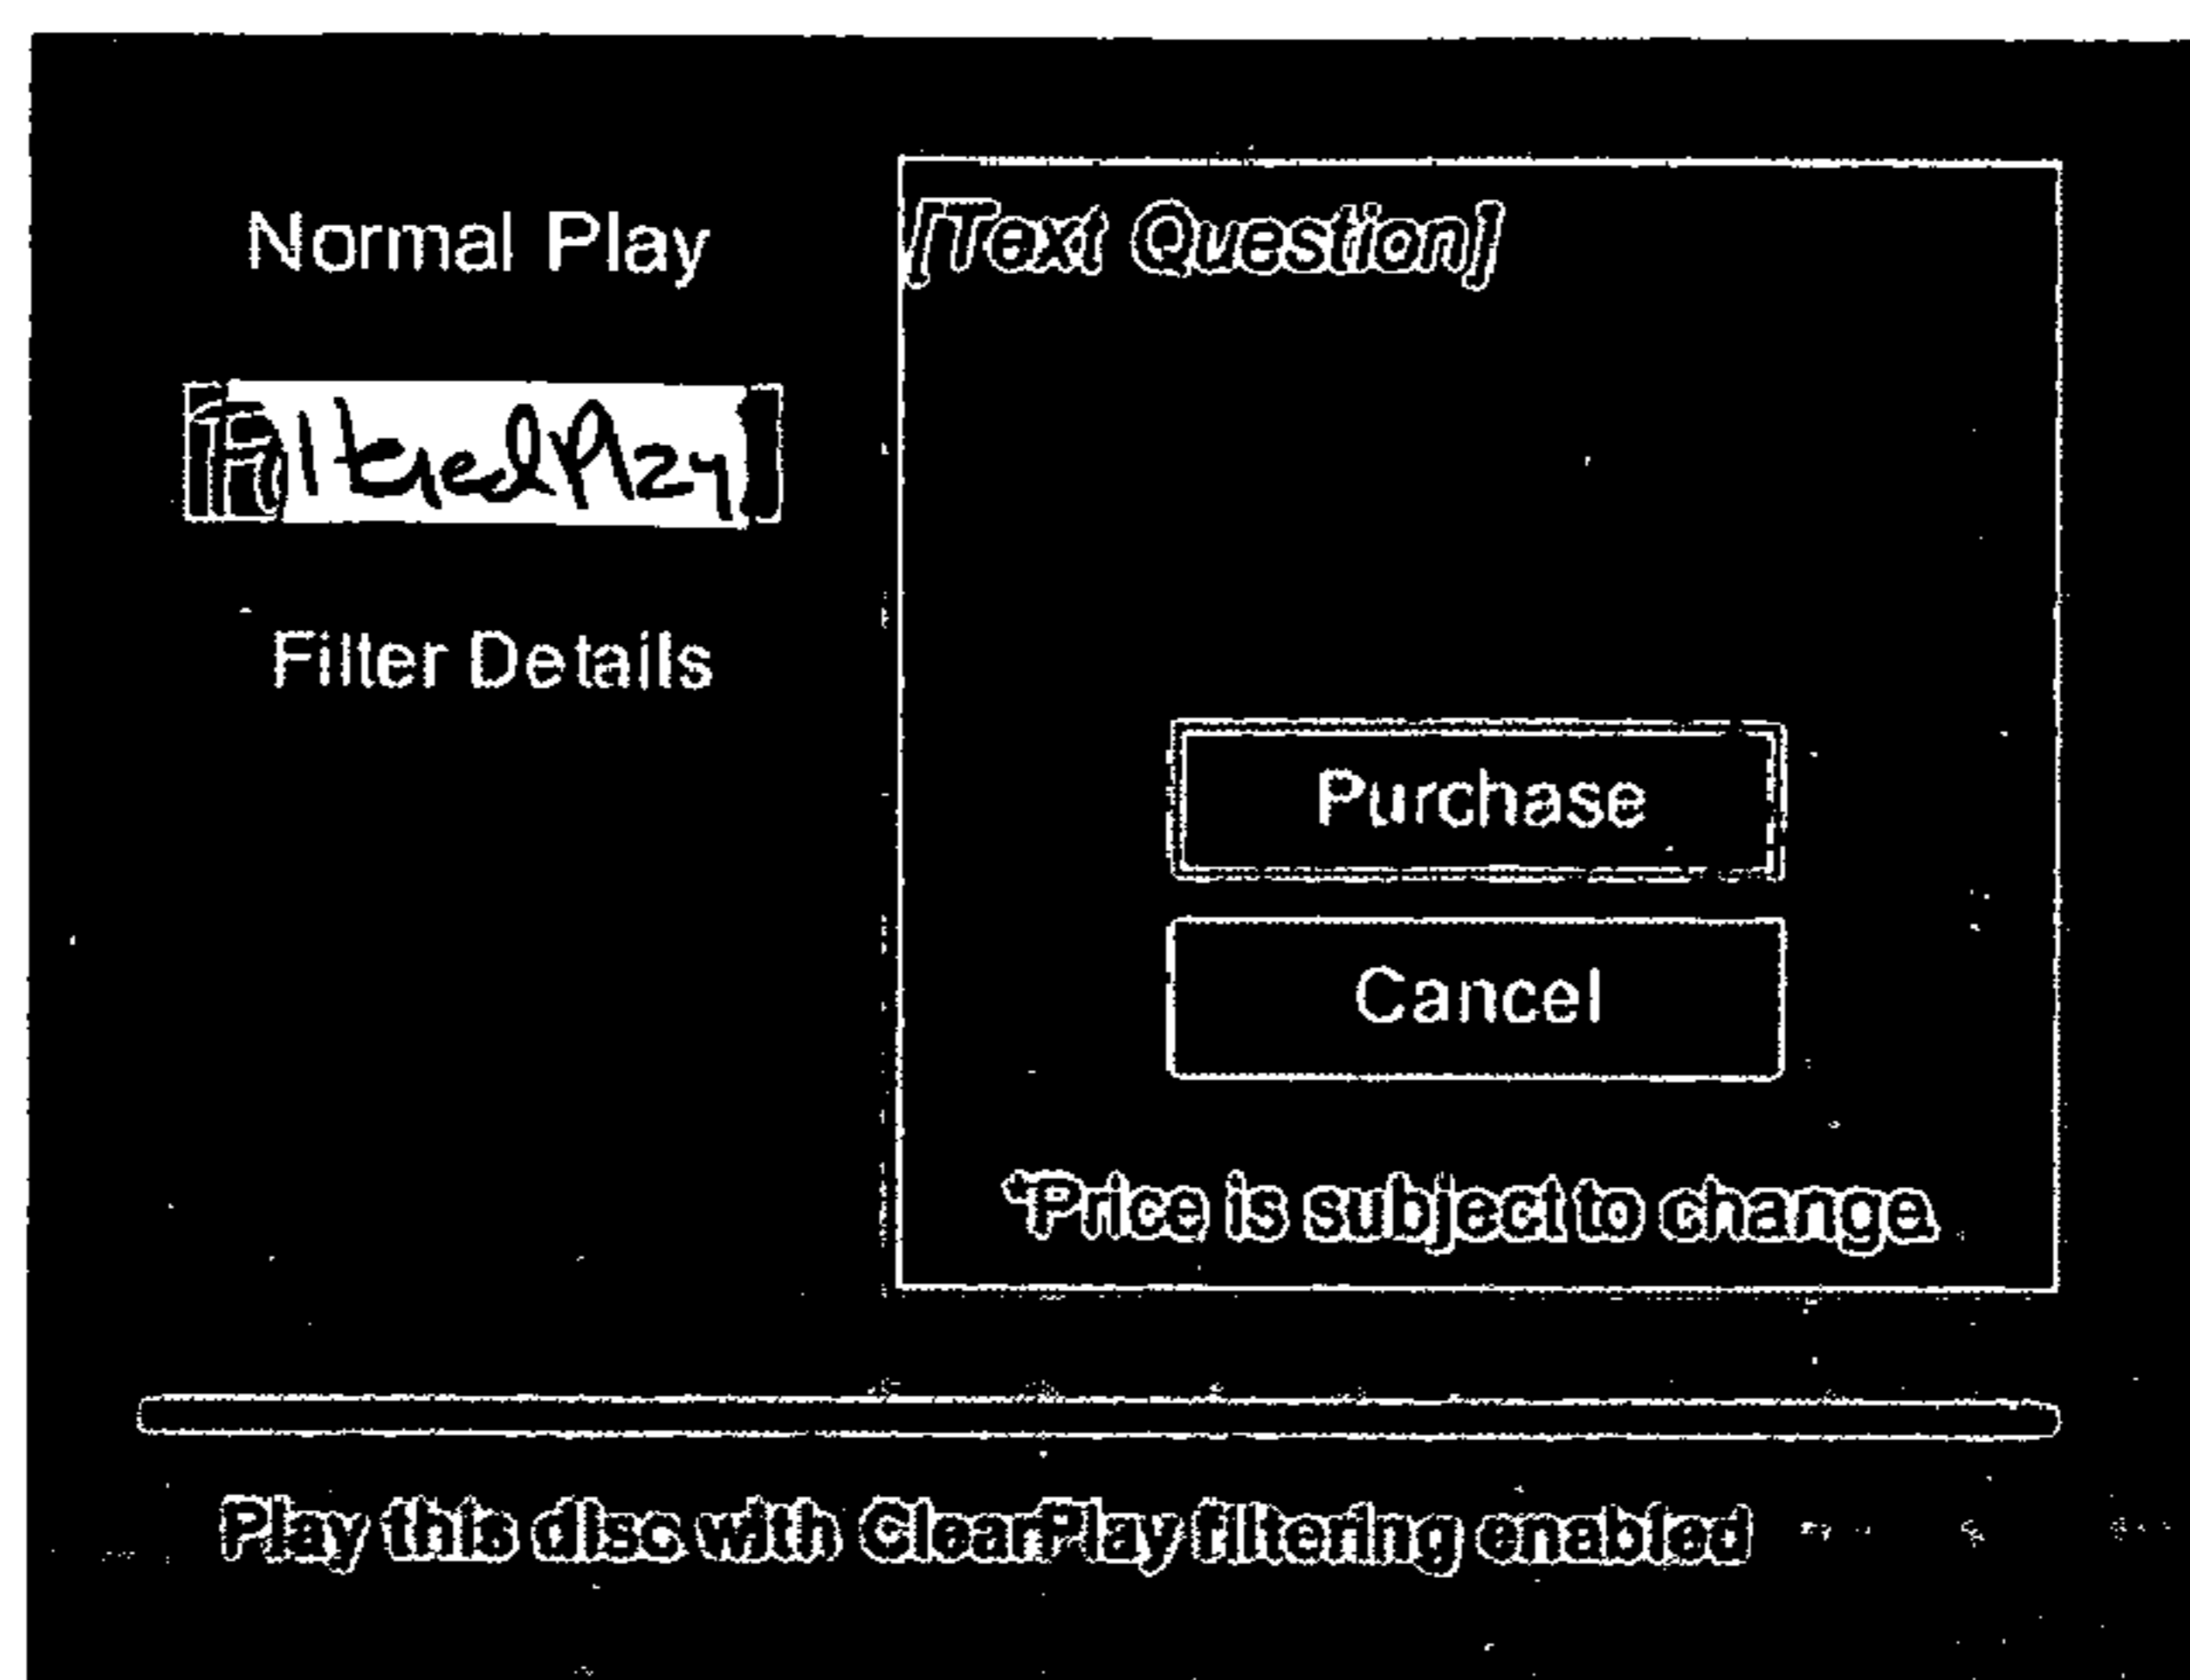 Normal Play
Filtered Play
Filter Details
[Text Question]
Purchase
Cancel
*Price is subject to change.
Play this disc with ClearPlay filtering enabled